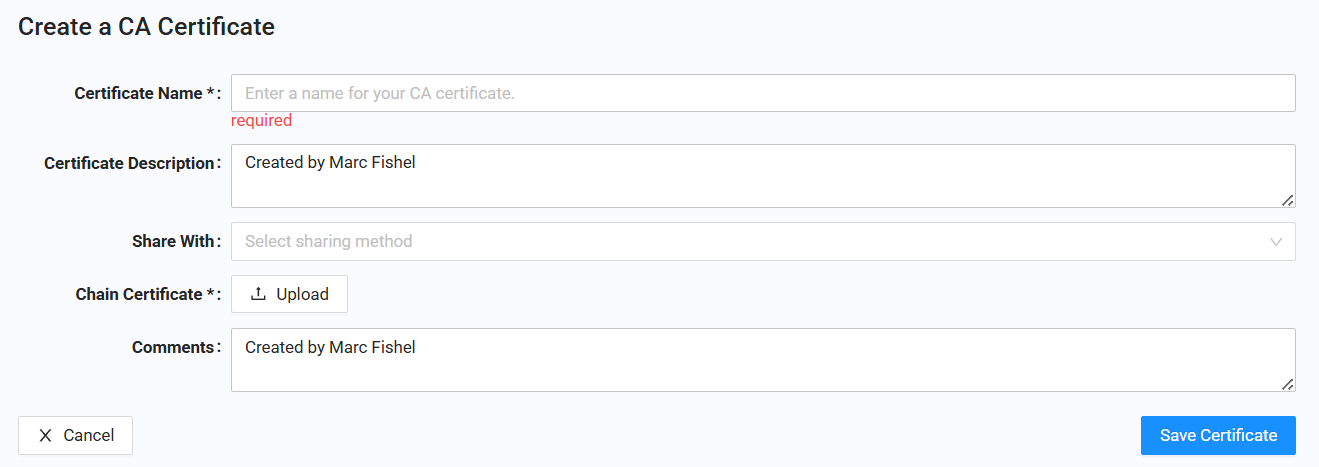 Create a CA Certificate
Certificate Name * : Enter a name for your CA certificate.
required
Certificate Description : Created by Marc Fishel
Share With : Select sharing method
Chain Certificate * : Upload
Comments : Created by Marc Fishel
Cancel Save Certificate